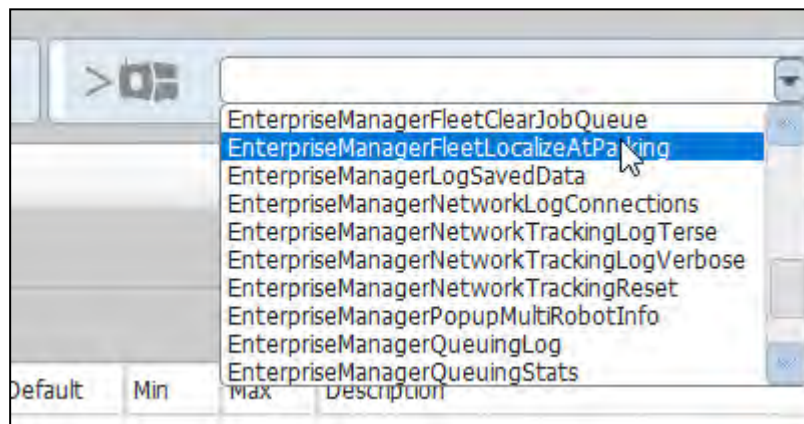 >
EnterpriseManagerFleetClearJobQueue
EnterpriseManagerFleetLocalizeAtParking
EnterpriseManagerLogSavedData
EnterpriseManagerNetworkLogConnections
EnterpriseManagerNetworkTrackingLogTerse
EnterpriseManagerNetworkTrackingLogVerbose
EnterpriseManagerNetworkTrackingReset
EnterpriseManagerPopupMultiRobotInfo
EnterpriseManagerQueuingLog
EnterpriseManagerQueuingStats
Default Min Max Description